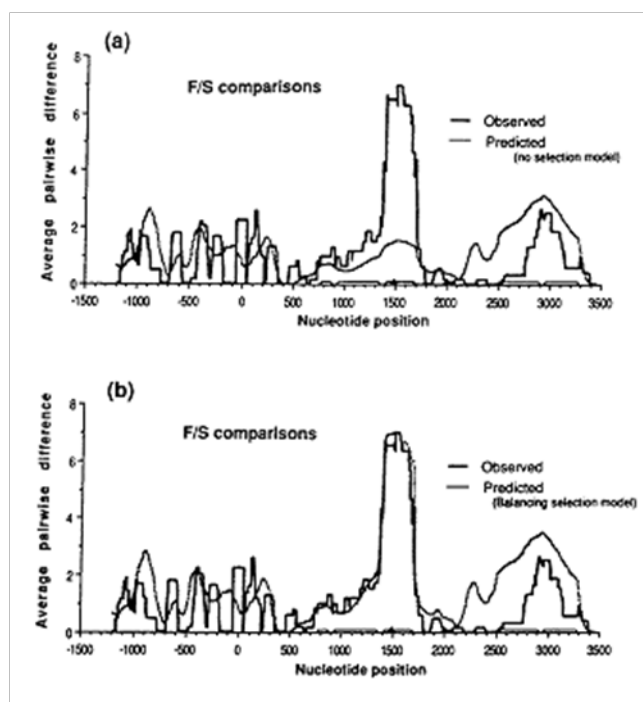 (a)
8
6
4
2
0
Average pairwise difference
F/S comparisons
Observed
Predicted
(no selection model)
-1500 -1000 -500 0 500 1000 1500 2000 2500 3000 3500
Nucleotide position
(b)
8
6
4
2
0
Average pairwise difference
F/S comparisons
Observed
Predicted
(Balancing selection model)
-1500 -1000 -500 0 500 1000 1500 2000 2500 3000 3500
Nucleotide position